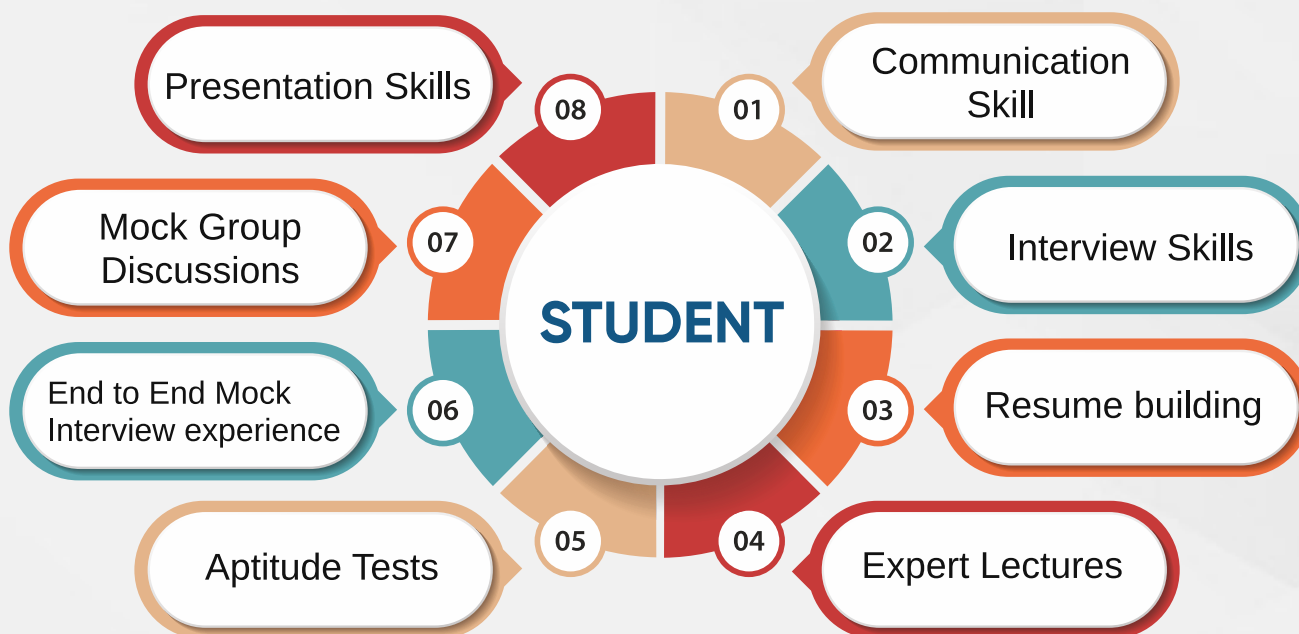 01
Communication
Skill
02
Interview Skills
03
Resume building
04
Expert Lectures
05
Aptitude Tests
06
End to End Mock
Interview experience
07
Mock Group
Discussions
08
Presentation Skills
STUDENT